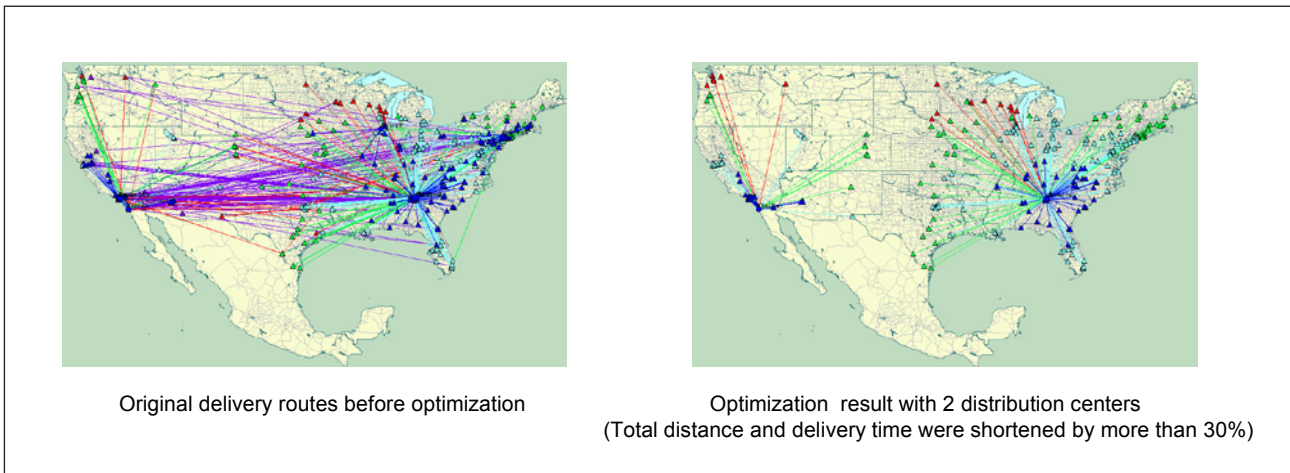 Original delivery routes before optimization
Optimization result with 2 distribution centers
(Total distance and delivery time were shortened by more than 30%)